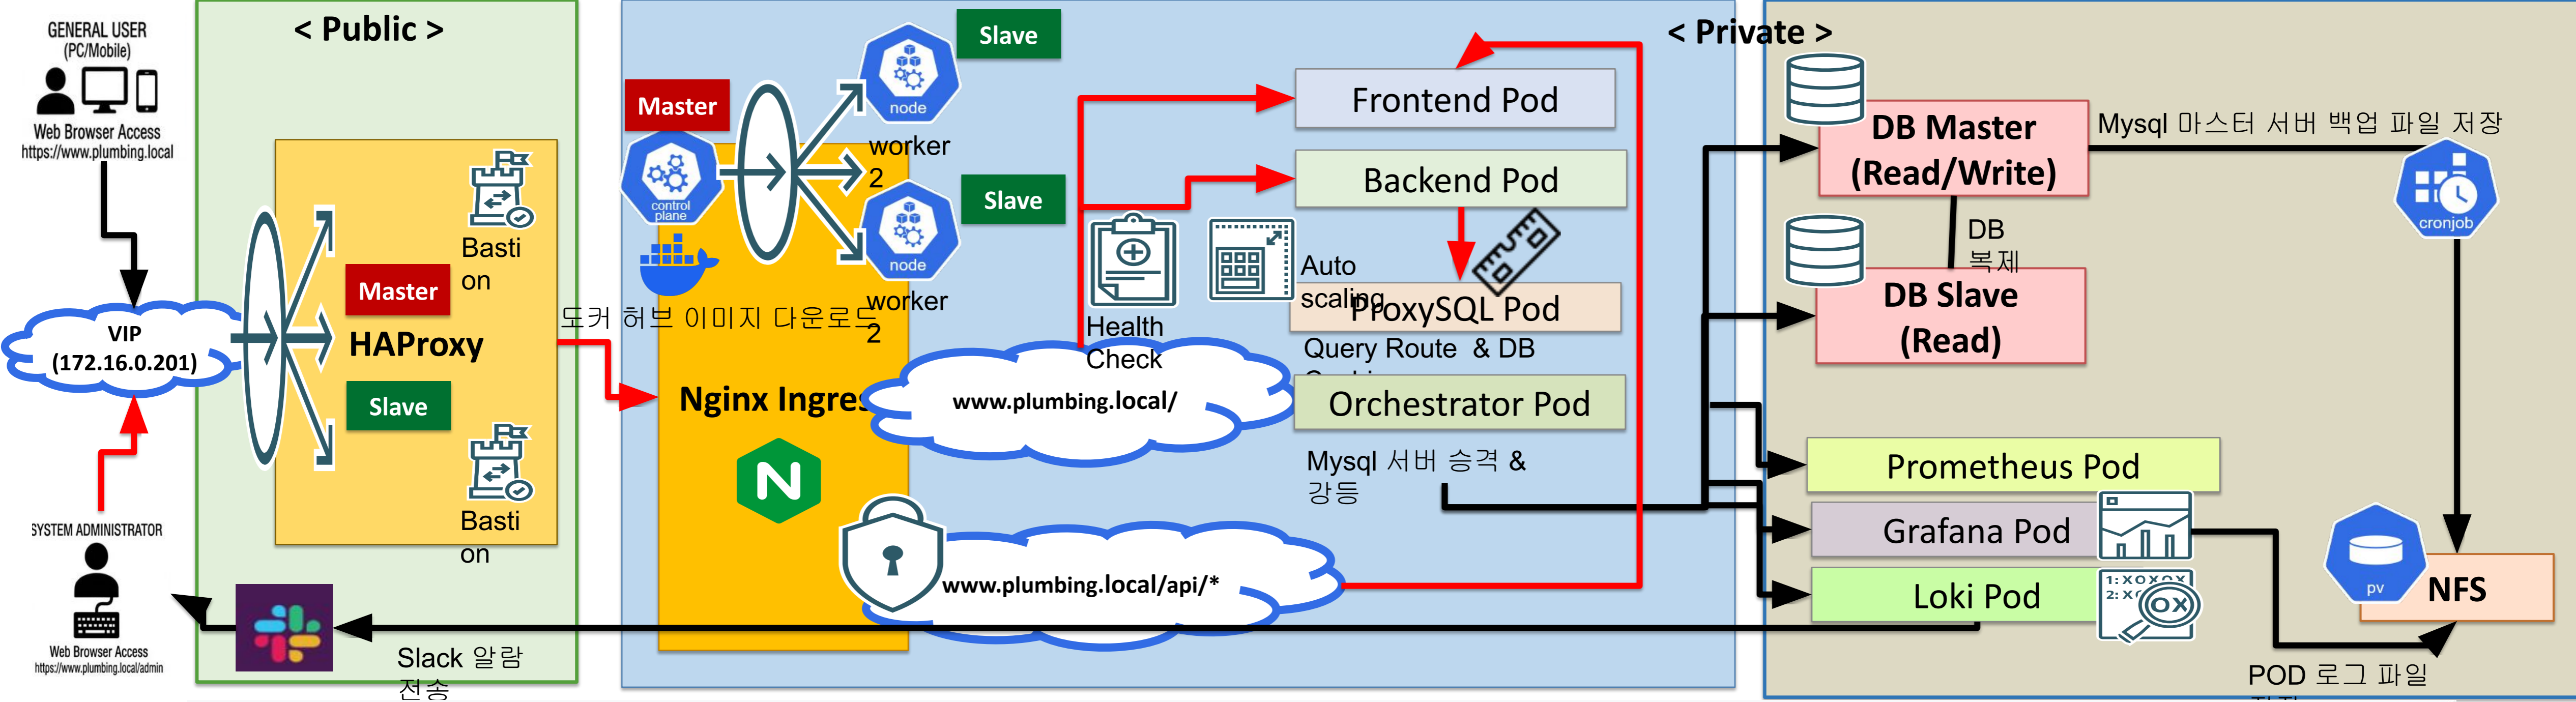 GENERAL USER
(PC/Mobile)
Web Browser Access
https://www.plumbing.local
VIP
(172.16.0.201)
SYSTEM ADMINISTRATOR
Web Browser Access
https://www.plumbing.local/admin
< Public >
Basti
on
Master
HAProxy
Slave
Basti
on
Slack 알람
전송
도커 허브 이미지 다운로드
Master
control
plane
Slave
node
worker
2
Slave
node
worker
2
Nginx Ingres
www.plumbing.local/
www.plumbing.local/api/*
Health
Check
Auto
scaling
Frontend Pod
Backend Pod
ProxySQL Pod
Query Route & DB
Orchestrator Pod
Mysql 서버 승격 &
강등
< Private >
DB Master
(Read/Write)
Mysql 마스터 서버 백업 파일 저장
cronjob
DB
복제
DB Slave
(Read)
Prometheus Pod
Grafana Pod
Loki Pod
1: XOXOX
2: X
OX
pv
NFS
POD 로그 파일